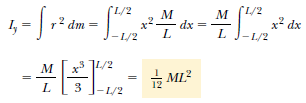 I_y = ∫ r² dm = ∫_{-L/2}^{L/2} x² M/L dx = M/L ∫_{-L/2}^{L/2} x² dx
= M/L [x³/3]_{-L/2}^{L/2} = 1/12 ML²